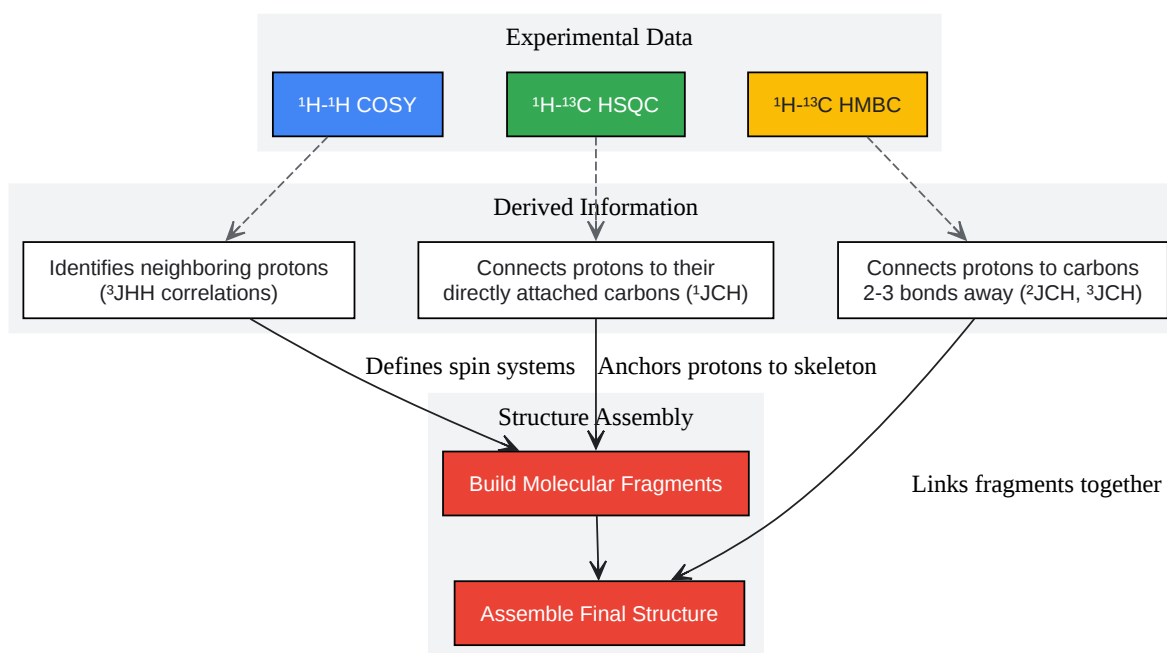 Experimental Data
¹H-¹H COSY
¹H-¹³C HSQC
¹H-¹³C HMBC
Derived Information
Identifies neighboring protons
(³JHH correlations)
Connects protons to their
directly attached carbons (¹JCH)
Connects protons to carbons
2-3 bonds away (²JCH, ³JCH)
Defines spin systems
Anchors protons to skeleton
Structure Assembly
Build Molecular Fragments
Links fragments together
Assemble Final Structure